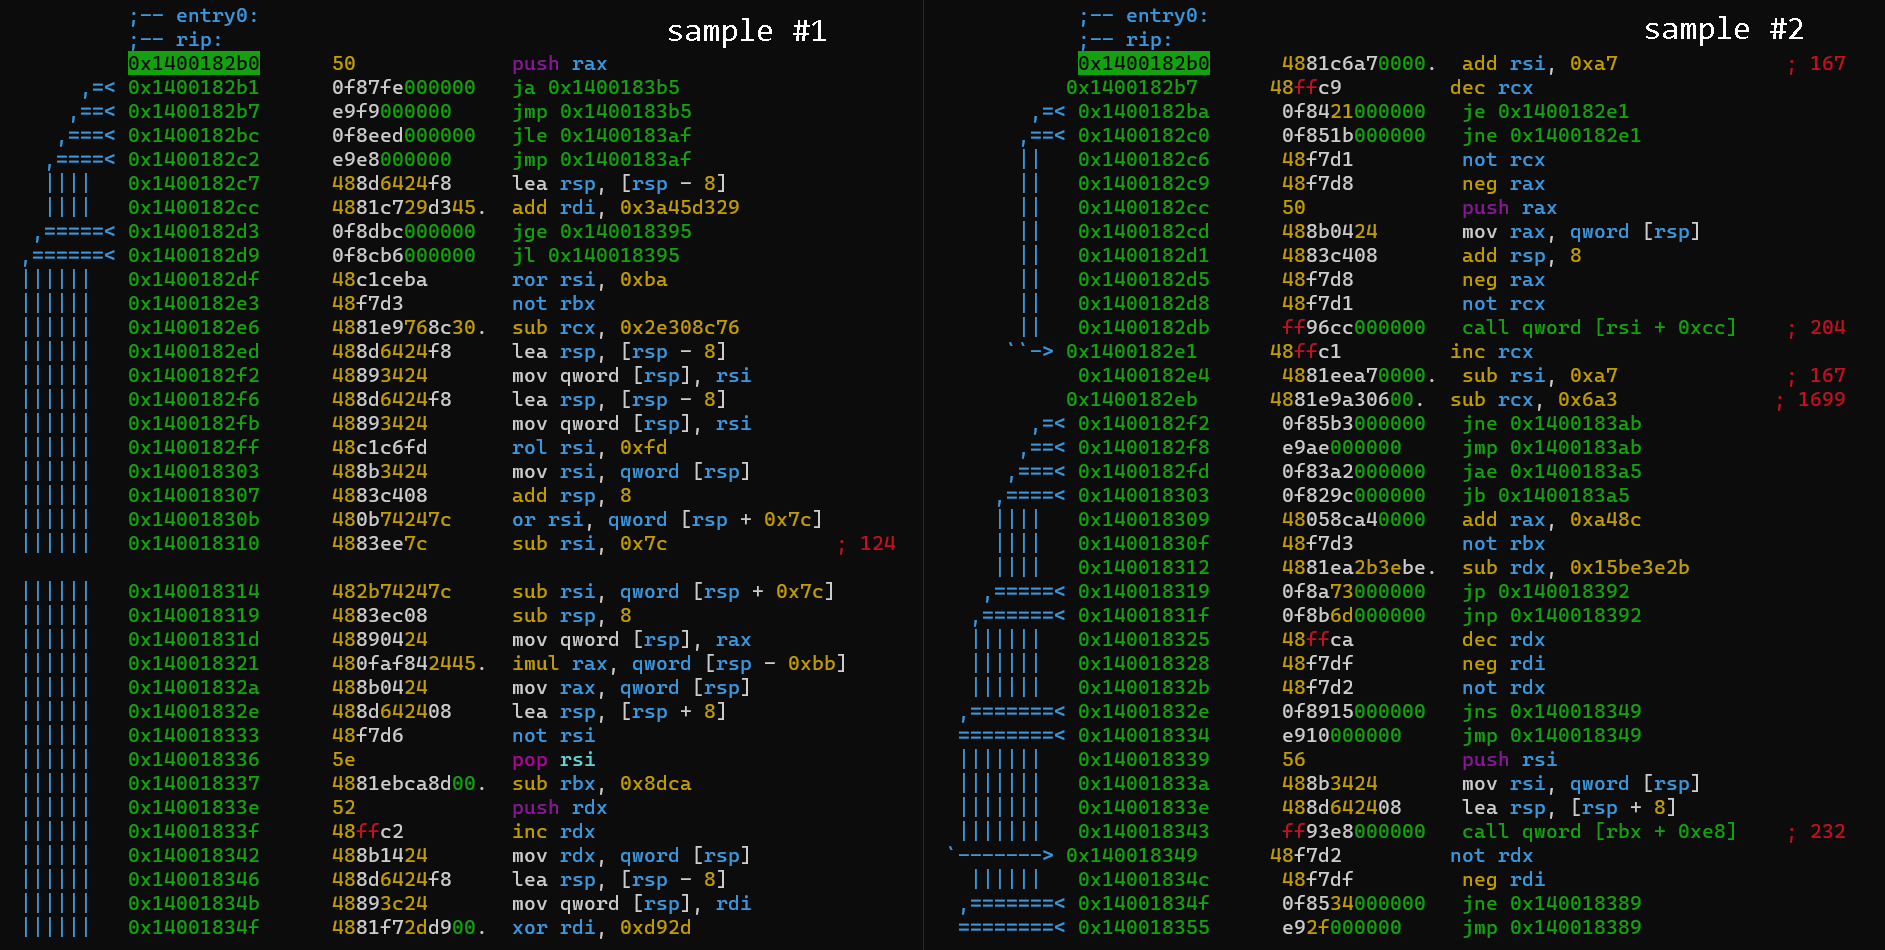 sample #1
;-- entry0:
;-- rip:
0x1400182b0 50 push rax
,=< 0x1400182b1 0f87fe000000 ja 0x1400183b5
,==< 0x1400182b7 e9f9000000 jmp 0x1400183b5
,===< 0x1400182bc 0f8eed000000 jle 0x1400183af
,====< 0x1400182c2 e9e8000000 jmp 0x1400183af
|||| 0x1400182c7 488d6424f8 lea rsp, [rsp - 8]
|||| 0x1400182cc 4881c729d345. add rdi, 0x3a45d329
,=====< 0x1400182d3 0f8dbc000000 jge 0x140018395
,======< 0x1400182d9 0f8cb6000000 jl 0x140018395
|||||| 0x1400182df 48c1ceba ror rsi, 0xba
|||||| 0x1400182e3 48f7d3 not rbx
|||||| 0x1400182e6 4881e9768c30. sub rcx, 0x2e308c76
|||||| 0x1400182ed 488d6424f8 lea rsp, [rsp - 8]
|||||| 0x1400182f2 48893424 mov qword [rsp], rsi
|||||| 0x1400182f6 488d6424f8 lea rsp, [rsp - 8]
|||||| 0x1400182fb 48893424 mov qword [rsp], rsi
|||||| 0x1400182ff 48c1c6fd rol rsi, 0xfd
|||||| 0x140018303 488b3424 mov rsi, qword [rsp]
|||||| 0x140018307 4883c408 add rsp, 8
|||||| 0x14001830b 480b74247c or rsi, qword [rsp + 0x7c]
|||||| 0x140018310 4883ee7c sub rsi, 0x7c ; 124
|||||| 0x140018314 482b74247c sub rsi, qword [rsp + 0x7c]
|||||| 0x140018319 4883ec08 sub rsp, 8
|||||| 0x14001831d 48890424 mov qword [rsp], rax
|||||| 0x140018321 480faf842445. imul rax, qword [rsp - 0xbb]
|||||| 0x14001832a 488b0424 mov rax, qword [rsp]
|||||| 0x14001832e 488d642408 lea rsp, [rsp + 8]
|||||| 0x140018333 48f7d6 not rsi
|||||| 0x140018336 5e pop rsi
|||||| 0x140018337 4881ebca8d00. sub rbx, 0x8dca
|||||| 0x14001833e 52 push rdx
|||||| 0x14001833f 48ffc2 inc rdx
|||||| 0x140018342 488b1424 mov rdx, qword [rsp]
|||||| 0x140018346 488d6424f8 lea rsp, [rsp - 8]
|||||| 0x14001834b 48893c24 mov qword [rsp], rdi
|||||| 0x14001834f 4881f72dd900. xor rdi, 0xd92d
sample #2
;-- entry0:
;-- rip:
0x1400182b0 4881c6a70000. add rsi, 0xa7 ; 167
0x1400182b7 48ffc9 dec rcx
,=< 0x1400182ba 0f8421000000 je 0x1400182e1
,==< 0x1400182c0 0f851b000000 jne 0x1400182e1
|| 0x1400182c6 48f7d1 not rcx
|| 0x1400182c9 48f7d8 neg rax
|| 0x1400182cc 50 push rax
|| 0x1400182cd 488b0424 mov rax, qword [rsp]
|| 0x1400182d1 4883c408 add rsp, 8
|| 0x1400182d5 48f7d8 neg rax
|| 0x1400182d8 48f7d1 not rcx
|| 0x1400182db ff96cc000000 call qword [rsi + 0xcc] ; 204
``-> 0x1400182e1 48ffc1 inc rcx
0x1400182e4 4881eea70000. sub rsi, 0xa7 ; 167
0x1400182eb 4881e9a30600. sub rcx, 0x6a3 ; 1699
,=< 0x1400182f2 0f85b3000000 jne 0x1400183ab
,==< 0x1400182f8 e9ae000000 jmp 0x1400183ab
,===< 0x1400182fd 0f83a2000000 jae 0x1400183a5
,====< 0x140018303 0f829c000000 jb 0x1400183a5
|||| 0x140018309 48058ca40000 add rax, 0xa48c
|||| 0x14001830f 48f7d3 not rbx
|||| 0x140018312 4881ea2b3ebe. sub rdx, 0x15be3e2b
,=====< 0x140018319 0f8a73000000 jp 0x140018392
,======< 0x14001831f 0f8b6d000000 jnp 0x140018392
|||||| 0x140018325 48ffca dec rdx
|||||| 0x140018328 48f7df neg rdi
|||||| 0x14001832b 48f7d2 not rdx
,=======< 0x14001832e 0f8915000000 jns 0x140018349
========< 0x140018334 e910000000 jmp 0x140018349
||||||| 0x140018339 56 push rsi
||||||| 0x14001833a 488b3424 mov rsi, qword [rsp]
||||||| 0x14001833e 488d642408 lea rsp, [rsp + 8]
||||||| 0x140018343 ff93e8000000 call qword [rbx + 0xe8] ; 232
`-------> 0x140018349 48f7d2 not rdx
|||||| 0x14001834c 48f7df neg rdi
,=======< 0x14001834f 0f8534000000 jne 0x140018389
========< 0x140018355 e92f000000 jmp 0x140018389